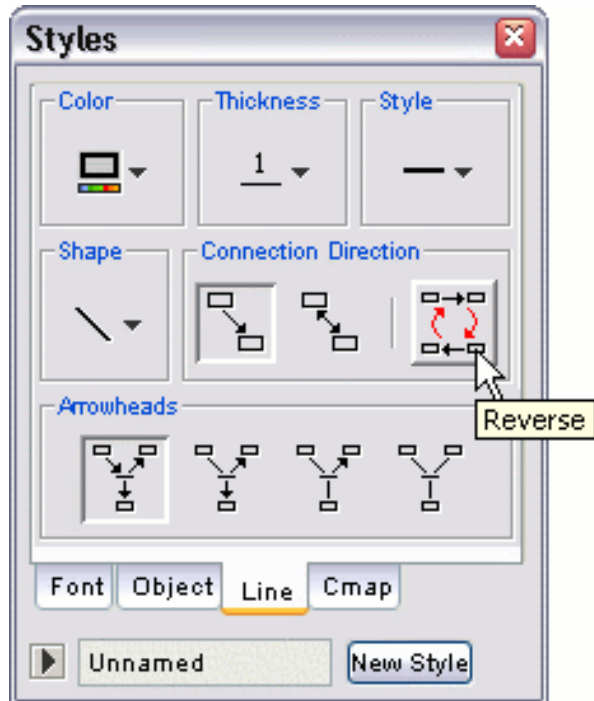 Styles
Color
Thickness
Style
1
Shape
Connection Direction
Reverse
Arrowheads
Font
Object
Line
Cmap
Unnamed
New Style